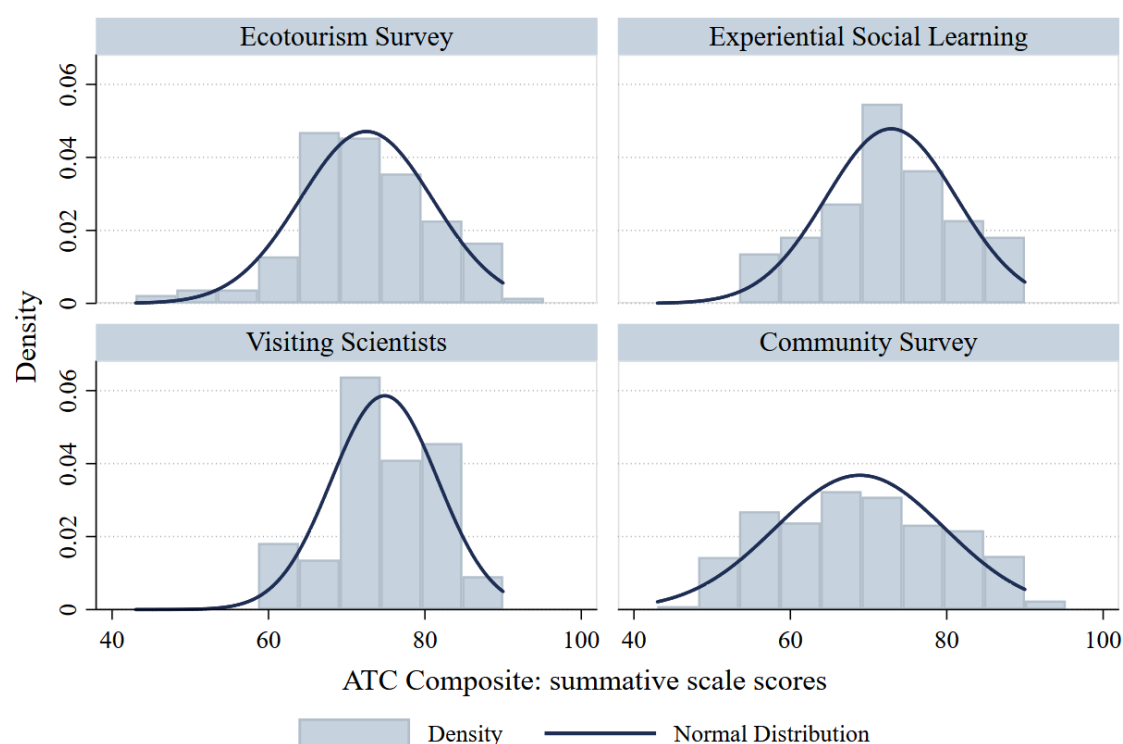 Ecotourism Survey
Experiential Social Learning
0.06
0.04
0.02
0
Visiting Scientists
Community Survey
0.06
0.04
0.02
0
Density
40 60 80 100
40 60 80 100
ATC Composite: summative scale scores
Density
Normal Distribution